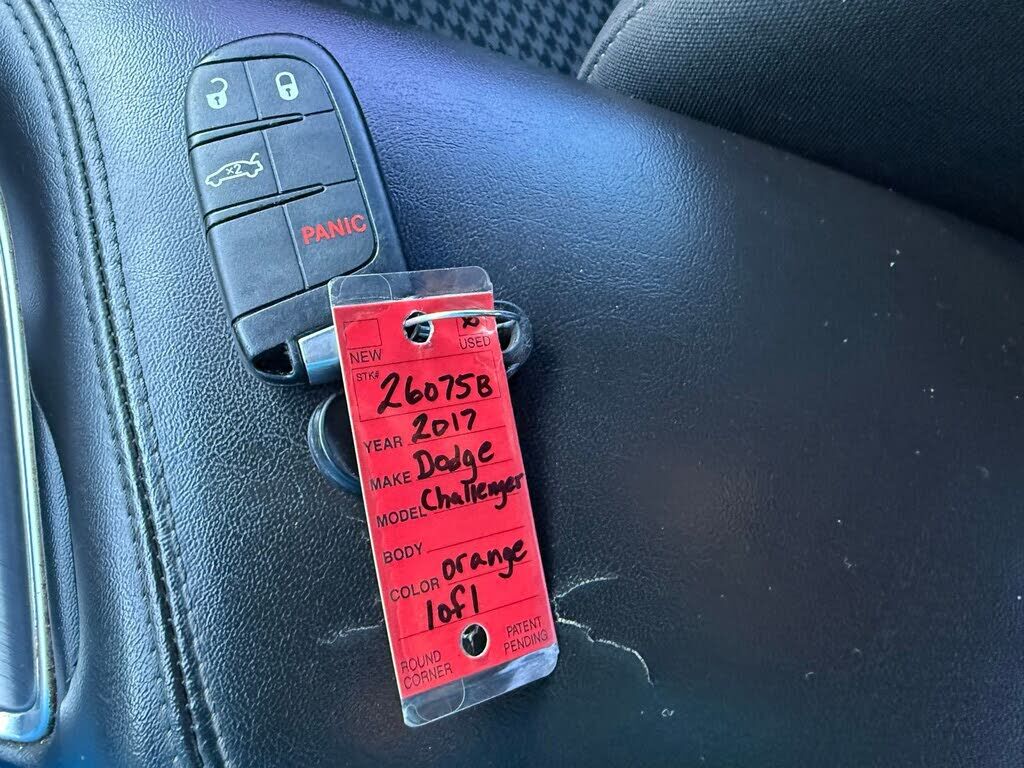 x2
PANIC
NEW
USED
STK# 26075B
YEAR 2017
MAKE Dodge
MODEL Challenger
BODY
COLOR orange
1of1
ROUND CORNER
PATENT PENDING